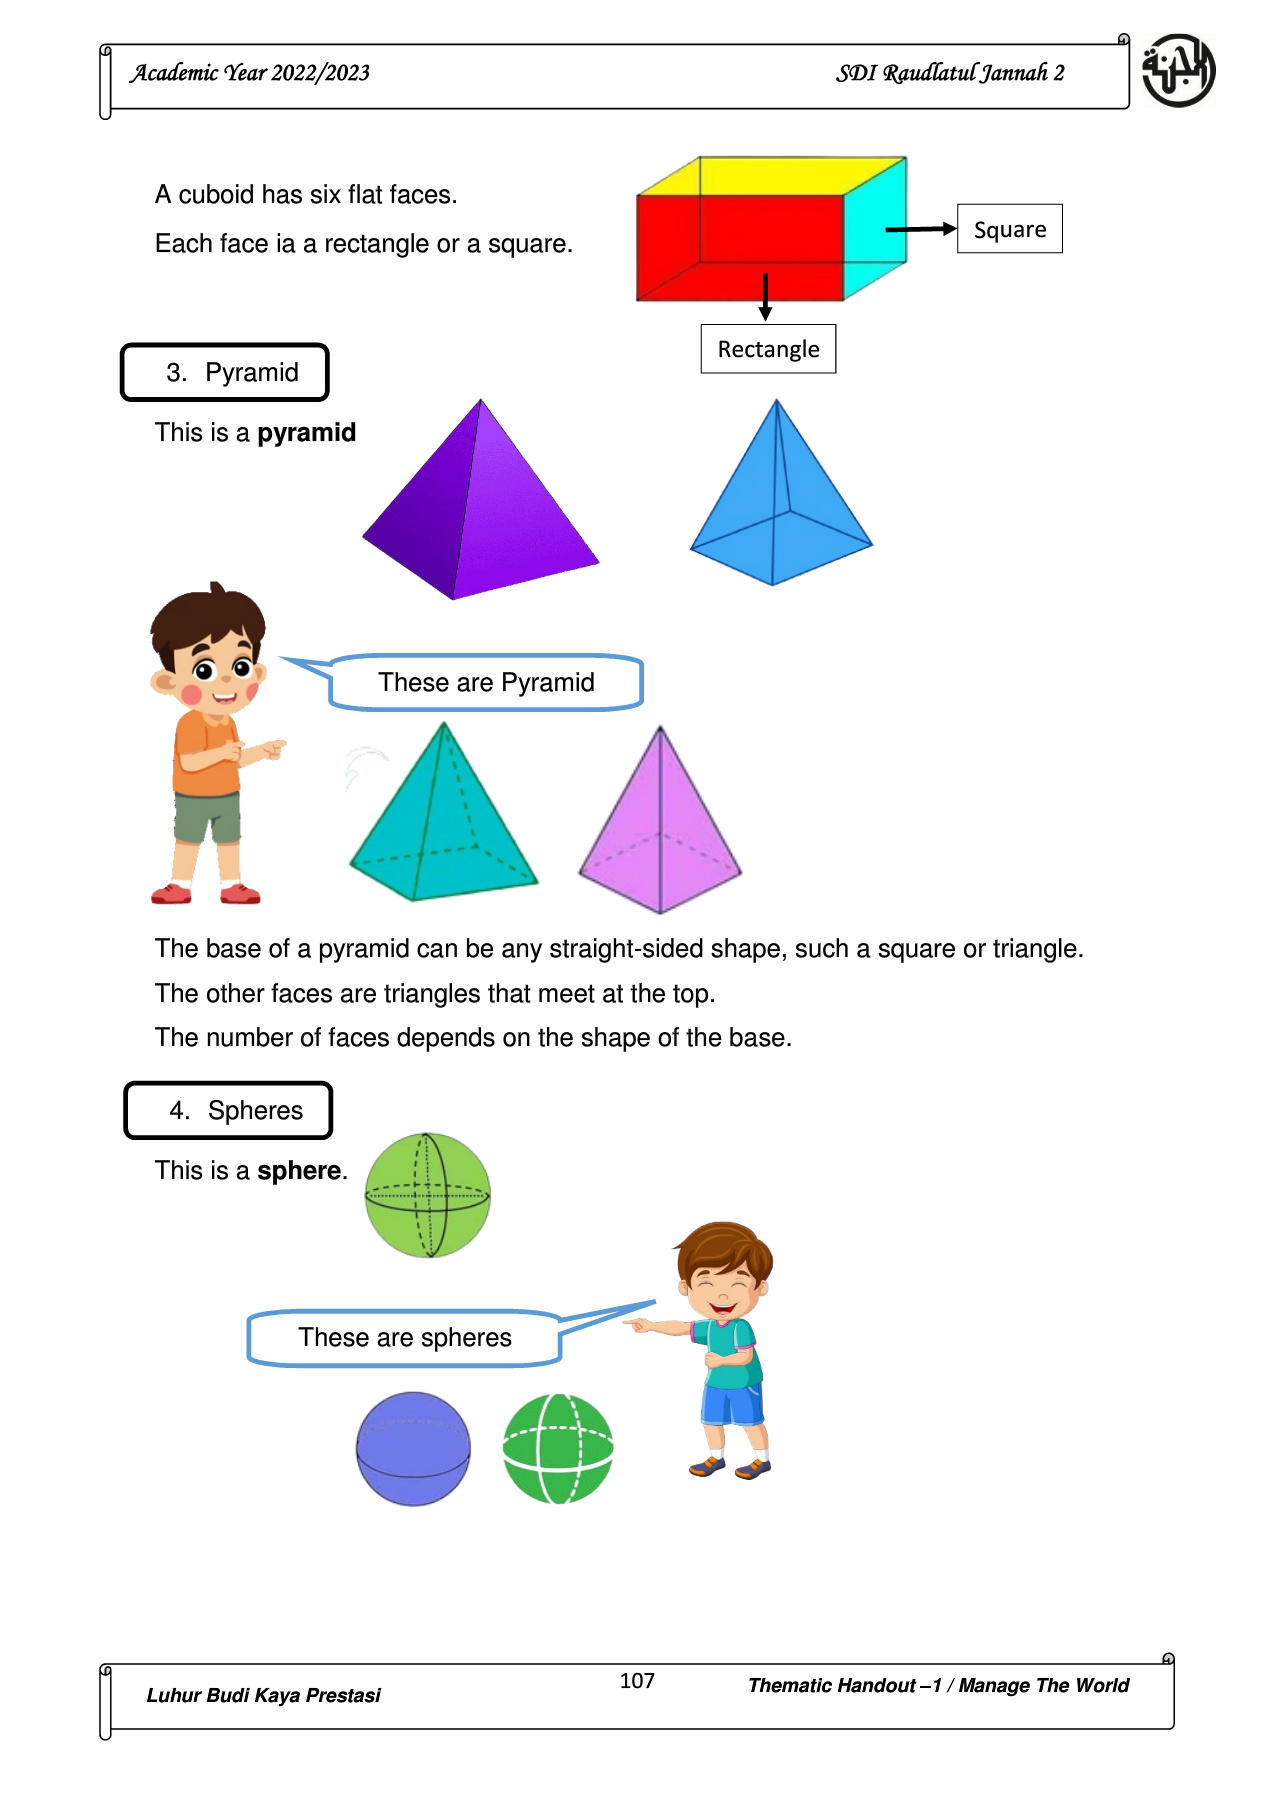 Academic Year 2022/2023
SDI Raudlatul Jannah 2
A cuboid has six flat faces.
Each face ia a rectangle or a square.
Square
Rectangle
3. Pyramid
This is a pyramid
These are Pyramid
The base of a pyramid can be any straight-sided shape, such a square or triangle.
The other faces are triangles that meet at the top.
The number of faces depends on the shape of the base.
4. Spheres
This is a sphere.
These are spheres
107
Luhur Budi Kaya Prestasi
Thematic Handout –1 / Manage The World